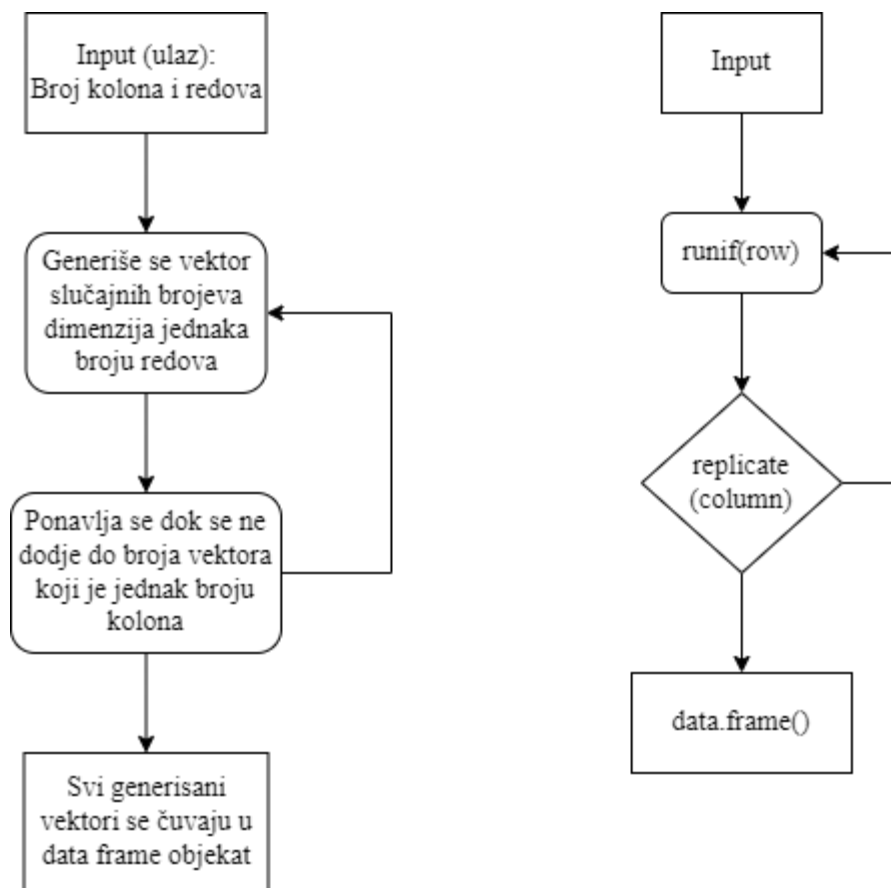 Input (ulaz):
Broj kolona i redova
Generiše se vektor
slučajnih brojeva
dimenzija jednaka
broju redova
Ponavlja se dok se ne
dodje do broja vektora
koji je jednak broju
kolona
Svi generisani
vektori se čuvaju u
data frame objekat
Input
runif(row)
replicate
(column)
data.frame()